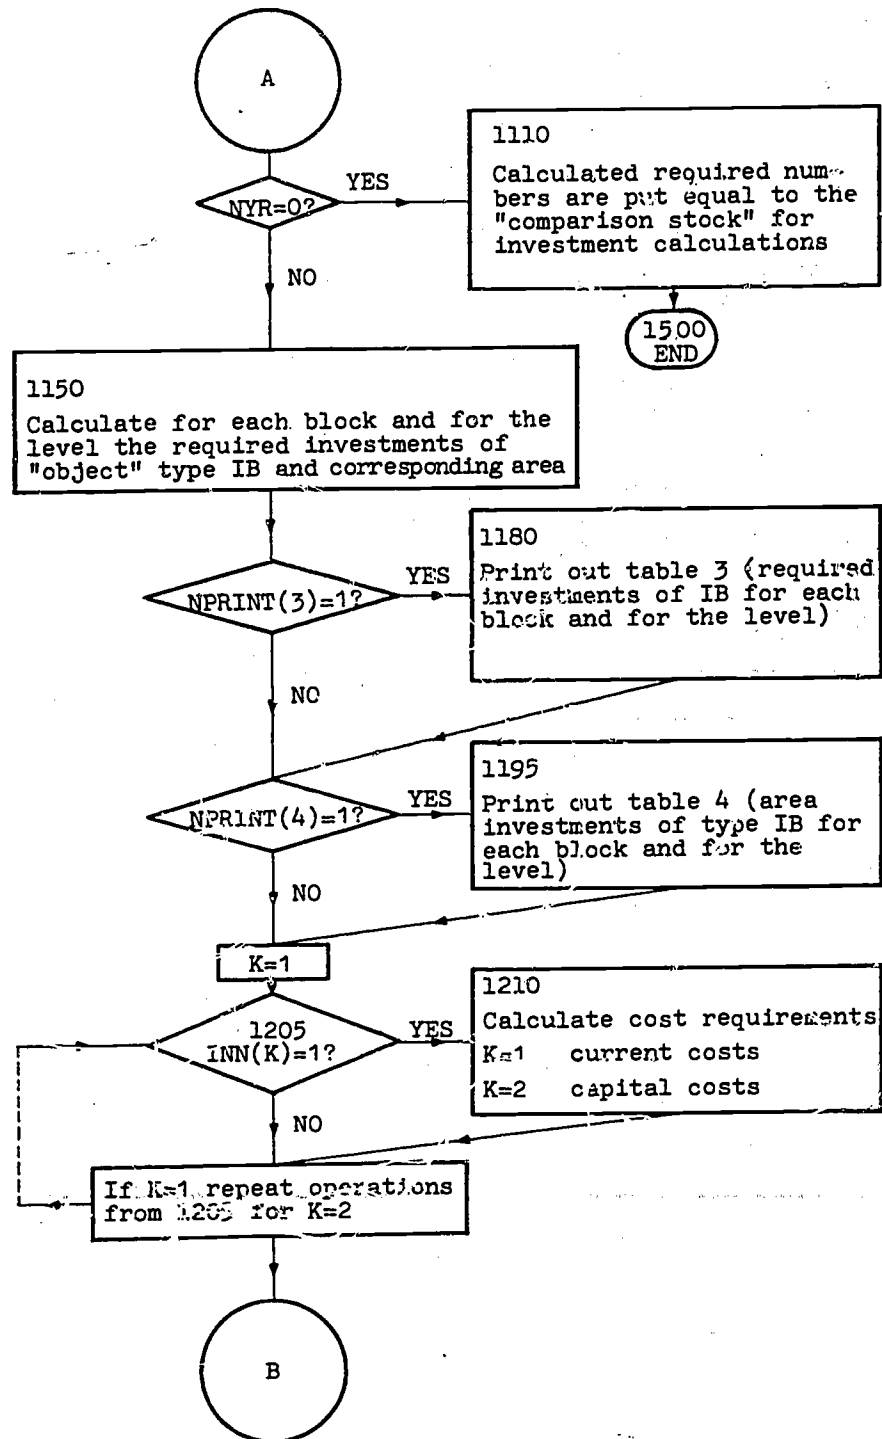 A
NYR=0?
YES
1110
Calculated required num-
bers are put equal to the
"comparison stock" for
investment calculations
NO
1500
END
1150
Calculate for each block and for the
level the required investments of
"object" type IB and corresponding area
NPRINT(3)=1?
YES
1180
Print out table 3 (required
investments of IB for each
block and for the level)
NO
NPRINT(4)=1?
YES
1195
Print out table 4 (area
investments of type IB for
each block and for the
level)
NO
K=1
1205
INN(K)=1?
YES
1210
Calculate cost requirements
K=1 current costs
K=2 capital costs
NO
If K=1 repeat operations
from 1205 for K=2
B